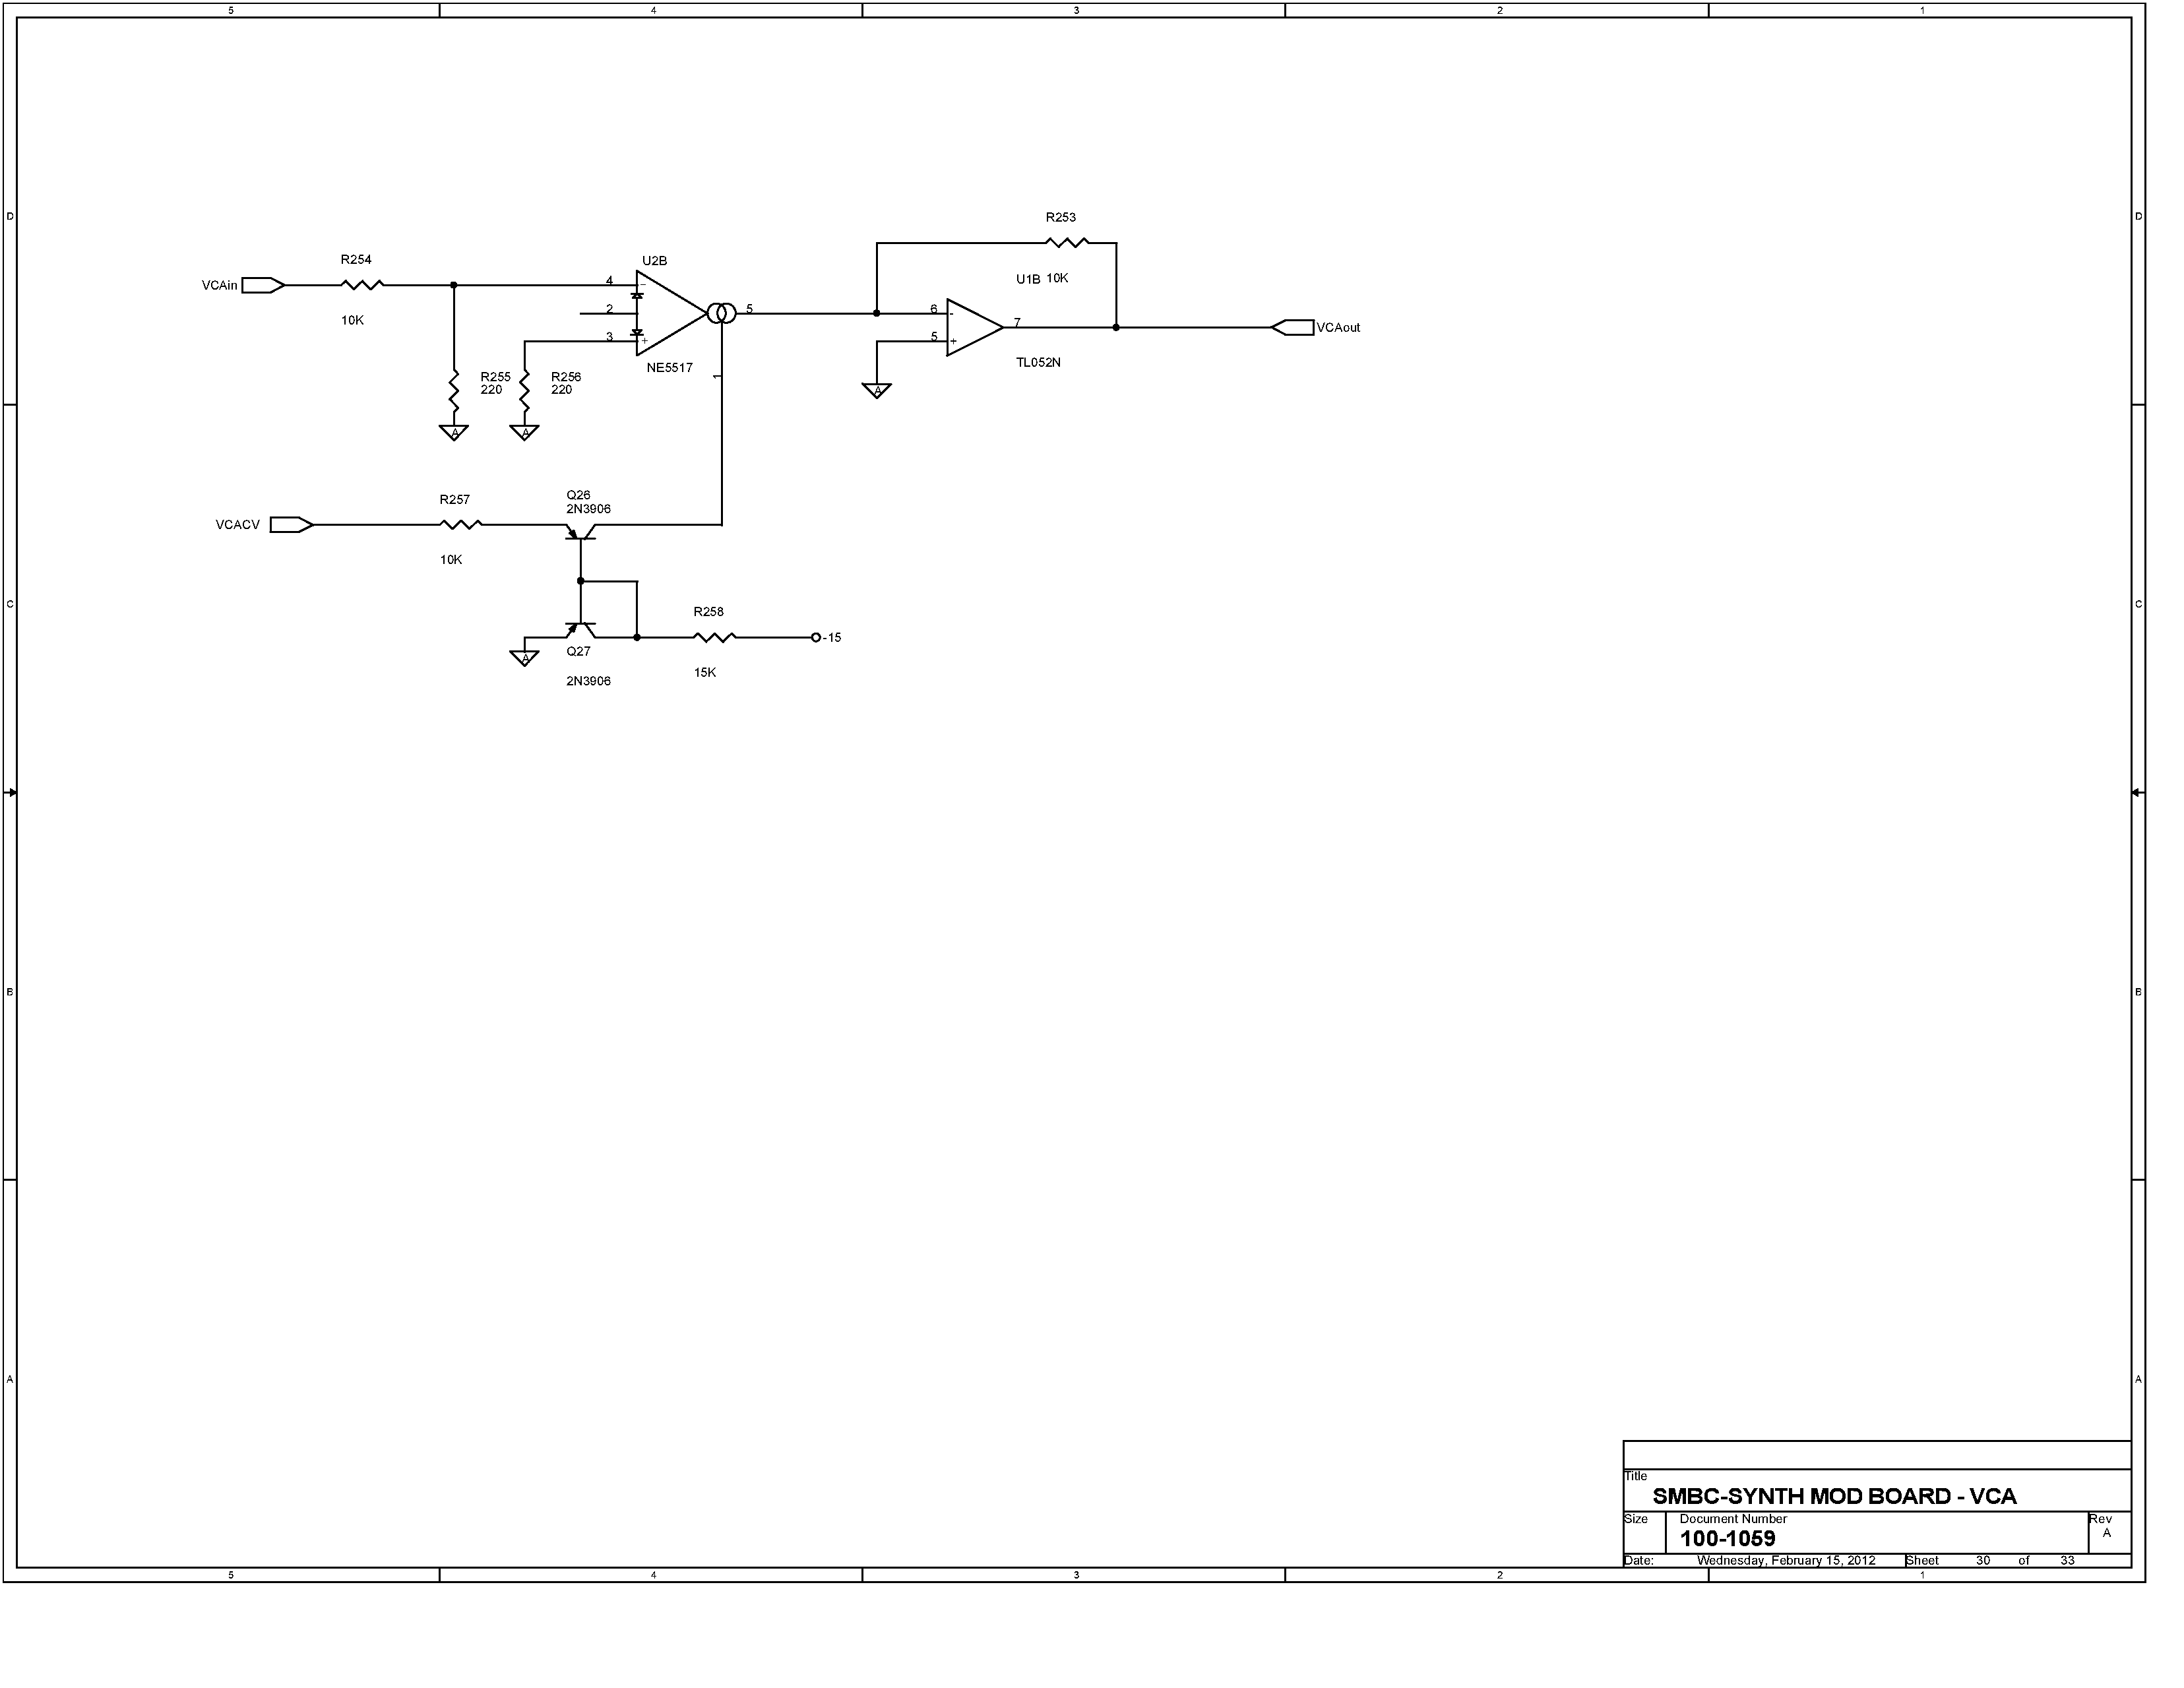 5 4 3 2 1
D D
R253
R254
U2B
U1B 10K
VCAin
4
-
10K
2
5
6
-
7
VCAout
3
+
5
+
TL052N
NE5517
1
R255
220
R256
220
A
A
A
R257
Q26
2N3906
VCACV
10K
C C
R258
-15
A
Q27
15K
2N3906
B B
A A
Title
SMBC-SYNTH MOD BOARD - VCA
Size Document Number Rev
100-1059 A
Date: Wednesday, February 15, 2012 Sheet 30 of 33
5 4 3 2 1